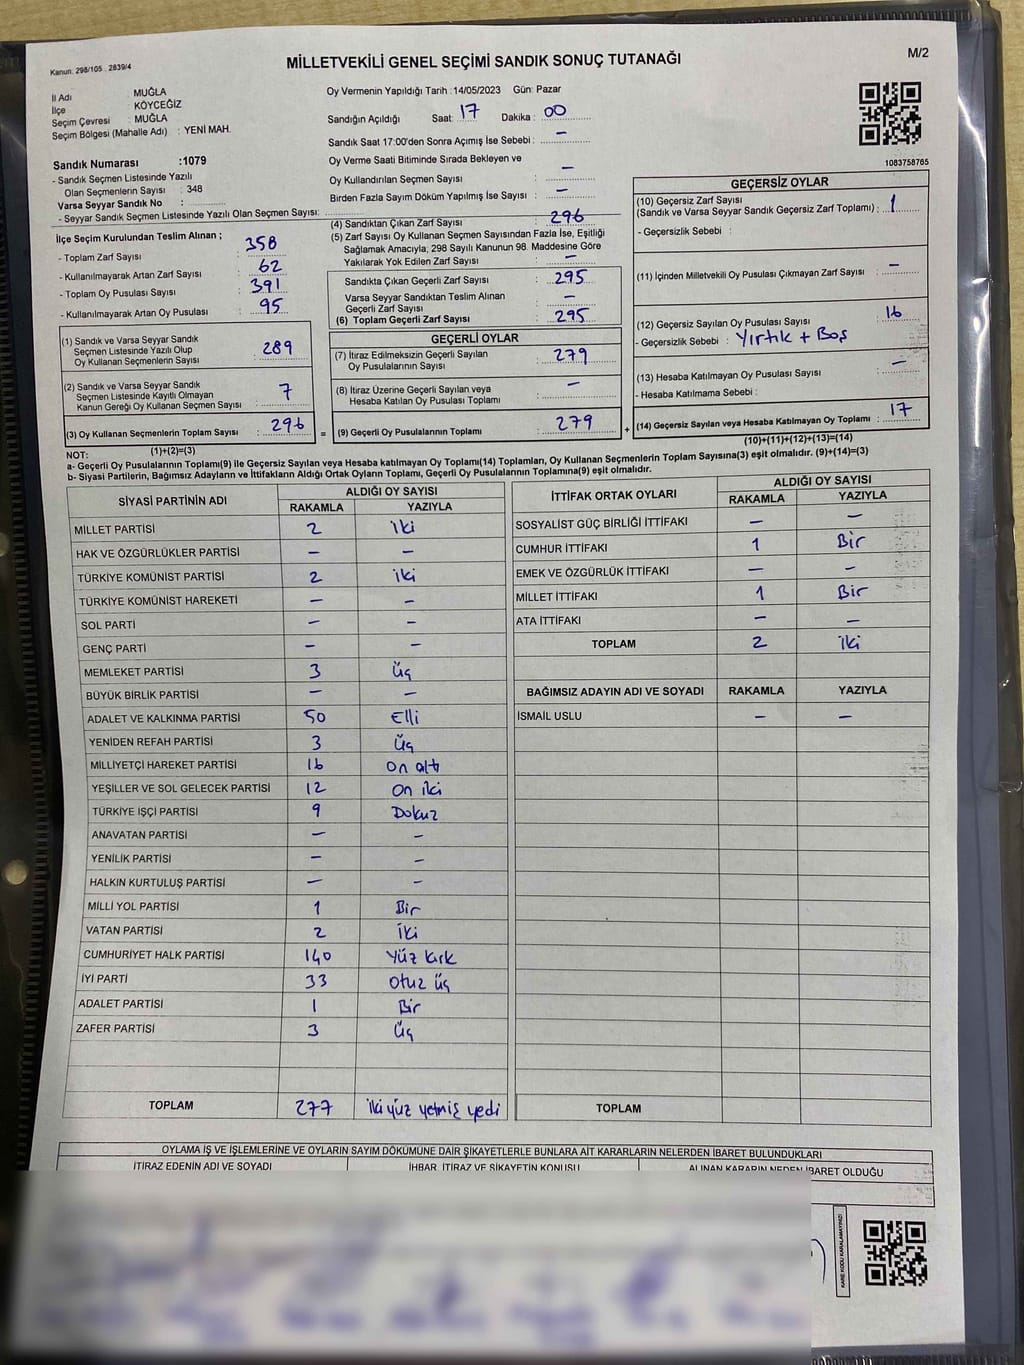 Kanun: 298/105 . 2839/4
MİLLETVEKİLİ GENEL SEÇİMİ SANDIK SONUÇ TUTANAĞI
M/2
İl Adı : MUĞLA
İlçe : KÖYCEĞİZ
Seçim Çevresi : MUĞLA
Seçim Bölgesi (Mahalle Adı) : YENİ MAH.
Sandık Numarası :1079
- Sandık Seçmen Listesinde Yazılı
Olan Seçmenlerin Sayısı : 348
Varsa Seyyar Sandık No :
- Seyyar Sandık Seçmen Listesinde Yazılı Olan Seçmen Sayısı:
Oy Vermenin Yapıldığı Tarih :14/05/2023 Gün: Pazar
Sandığın Açıldığı Saat: 17 Dakika : 00
Sandık Saat 17:00'den Sonra Açımış İse Sebebi : –
Oy Verme Saati Bitiminde Sırada Bekleyen ve
Oy Kullandırılan Seçmen Sayısı : –
Birden Fazla Sayım Döküm Yapılmış İse Sayısı : –
1083758765
İlçe Seçim Kurulundan Teslim Alınan ;
- Toplam Zarf Sayısı : 358
- Kullanılmayarak Artan Zarf Sayısı : 62
- Toplam Oy Pusulası Sayısı : 391
- Kullanılmayarak Artan Oy Pusulası : 95
(1) Sandık ve Varsa Seyyar Sandık
Seçmen Listesinde Yazılı Olup
Oy Kullanan Seçmenlerin Sayısı : 289
(2) Sandık ve Varsa Seyyar Sandık
Seçmen Listesinde Kayıtlı Olmayan
Kanun Gereği Oy Kullanan Seçmen Sayısı : 7
(3) Oy Kullanan Seçmenlerin Toplam Sayısı : 296
(1)+(2)=(3)
(4) Sandıktan Çıkan Zarf Sayısı : 296
(5) Zarf Sayısı Oy Kullanan Seçmen Sayısından Fazla İse, Eşitliği
Sağlamak Amacıyla, 298 Sayılı Kanunun 98. Maddesine Göre
Yakılarak Yok Edilen Zarf Sayısı : –
Sandıkta Çıkan Geçerli Zarf Sayısı : 295
Varsa Seyyar Sandıktan Teslim Alınan
Geçerli Zarf Sayısı : –
(6) Toplam Geçerli Zarf Sayısı : 295
GEÇERLİ OYLAR
(7) İtiraz Edilmeksizin Geçerli Sayılan
Oy Pusulalarının Sayısı : 279
(8) İtiraz Üzerine Geçerli Sayılan veya
Hesaba Katılan Oy Pusulası Toplamı : –
= (9) Geçerli Oy Pusulalarının Toplamı : 279 +
GEÇERSİZ OYLAR
(10) Geçersiz Zarf Sayısı
(Sandık ve Varsa Seyyar Sandık Geçersiz Zarf Toplamı) : 1
- Geçersizlik Sebebi :
(11) İçinden Milletvekili Oy Pusulası Çıkmayan Zarf Sayısı : –
(12) Geçersiz Sayılan Oy Pusulası Sayısı : 16
- Geçersizlik Sebebi : Yırtık + Boş
(13) Hesaba Katılmayan Oy Pusulası Sayısı : –
- Hesaba Katılmama Sebebi :
(14) Geçersiz Sayılan veya Hesaba Katılmayan Oy Toplamı : 17
(10)+(11)+(12)+(13)=(14)
NOT:
a- Geçerli Oy Pusulalarının Toplamı(9) ile Geçersiz Sayılan veya Hesaba katılmayan Oy Toplamı(14) Toplamları, Oy Kullanan Seçmenlerin Toplam Sayısına(3) eşit olmalıdır. (9)+(14)=(3)
b- Siyasi Partilerin, Bağımsız Adayların ve İttifakların Aldığı Ortak Oyların Toplamı, Geçerli Oy Pusulalarının Toplamına(9) eşit olmalıdır.
SİYASİ PARTİNİN ADI ALDIĞI OY SAYISI
RAKAMLA YAZIYLA
MİLLET PARTİSİ 2 iki
HAK VE ÖZGÜRLÜKLER PARTİSİ – –
TÜRKİYE KOMÜNİST PARTİSİ 2 iki
TÜRKİYE KOMÜNİST HAREKETİ – –
SOL PARTİ – –
GENÇ PARTİ – –
MEMLEKET PARTİSİ 3 Üç
BÜYÜK BİRLİK PARTİSİ – –
ADALET VE KALKINMA PARTİSİ 50 Elli
YENİDEN REFAH PARTİSİ 3 Üç
MİLLİYETÇİ HAREKET PARTİSİ 16 On altı
YEŞİLLER VE SOL GELECEK PARTİSİ 12 On iki
TÜRKİYE İŞÇİ PARTİSİ 9 Dokuz
ANAVATAN PARTİSİ – –
YENİLİK PARTİSİ – –
HALKIN KURTULUŞ PARTİSİ – –
MİLLİ YOL PARTİSİ 1 Bir
VATAN PARTİSİ 2 İki
CUMHURİYET HALK PARTİSİ 140 Yüz kırk
İYİ PARTİ 33 Otuz üç
ADALET PARTİSİ 1 Bir
ZAFER PARTİSİ 3 Üç
TOPLAM 277 iki yüz yetmiş yedi
İTTİFAK ORTAK OYLARI ALDIĞI OY SAYISI
RAKAMLA YAZIYLA
SOSYALİST GÜÇ BİRLİĞİ İTTİFAKI – –
CUMHUR İTTİFAKI 1 Bir
EMEK VE ÖZGÜRLÜK İTTİFAKI – –
MİLLET İTTİFAKI 1 Bir
ATA İTTİFAKI – –
TOPLAM 2 iki
BAĞIMSIZ ADAYIN ADI VE SOYADI RAKAMLA YAZIYLA
İSMAİL USLU – –
TOPLAM
OYLAMA İŞ VE İŞLEMLERİNE VE OYLARIN SAYIM DÖKÜMÜNE DAİR ŞİKAYETLERLE BUNLARA AİT KARARLARIN NELERDEN İBARET BULUNDUKLARI
İTİRAZ EDENİN ADI VE SOYADI İHBAR, İTİRAZ VE ŞİKAYETİN KONUSU ALINAN KARARIN NEDEN İBARET OLDUĞU
KARE KODU KARALAMAYINIZ!